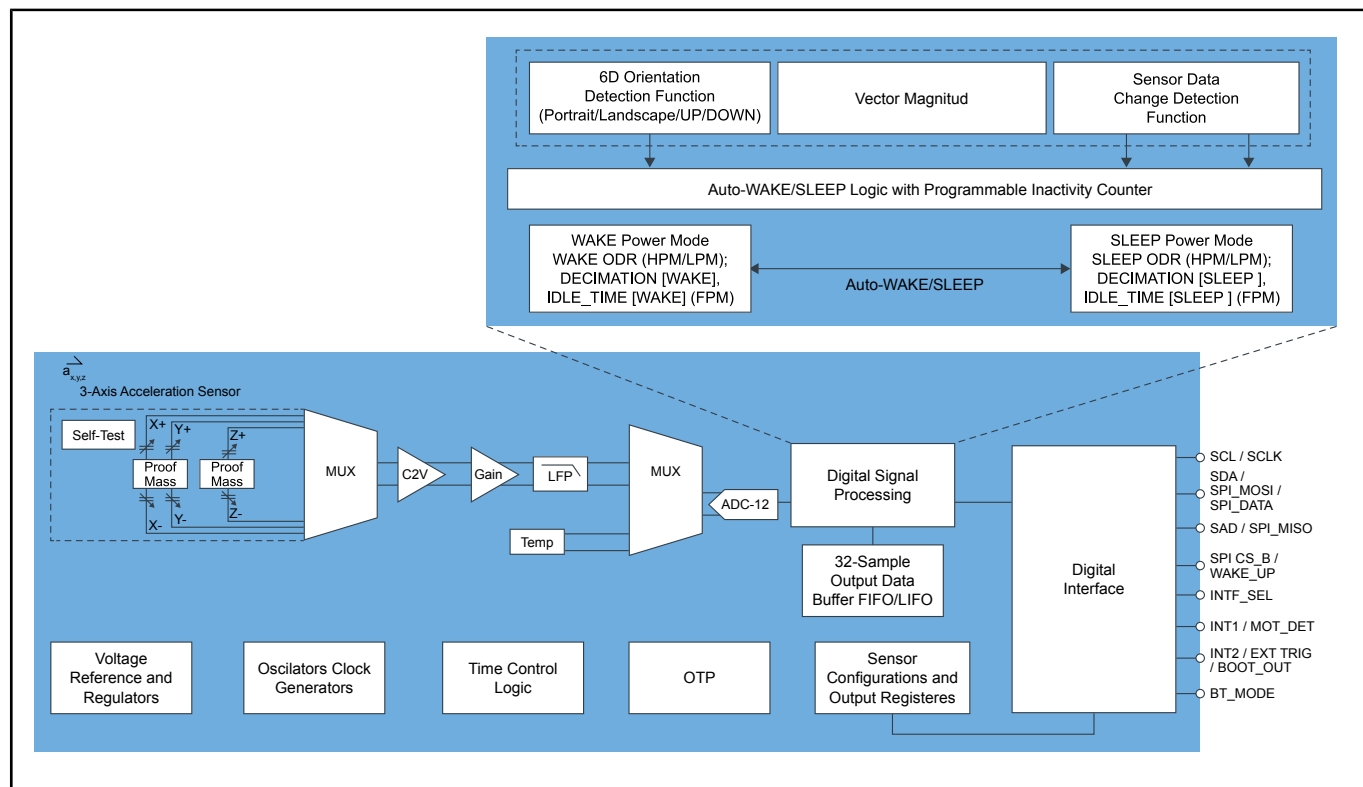 6D Orientation
Detection Function
(Portrait/Landscape/UP/DOWN)
Vector Magnitud
Sensor Data
Change Detection
Function
Auto-WAKE/SLEEP Logic with Programmable Inactivity Counter
WAKE Power Mode
WAKE ODR (HPM/LPM);
DECIMATION [WAKE],
IDLE_TIME [WAKE] (FPM)
Auto-WAKE/SLEEP
SLEEP Power Mode
SLEEP ODR (HPM/LPM);
DECIMATION [SLEEP ],
IDLE_TIME [SLEEP ] (FPM)
a x,y,z
3-Axis Acceleration Sensor
Self-Test
X+
Y+
Z+
Proof
Mass
Proof
Mass
X-
Y-
Z-
MUX
C2V
Gain
LFP
Temp
MUX
ADC-12
Digital Signal
Processing
32-Sample
Output Data
Buffer FIFO/LIFO
Digital
Interface
SCL / SCLK
SDA /
SPI_MOSI /
SPI_DATA
SAD / SPI_MISO
SPI CS_B /
WAKE_UP
INTF_SEL
INT1 / MOT_DET
INT2 / EXT TRIG
/ BOOT_OUT
BT_MODE
Voltage
Reference and
Regulators
Oscilators Clock
Generators
Time Control
Logic
OTP
Sensor
Configurations and
Output Registeres